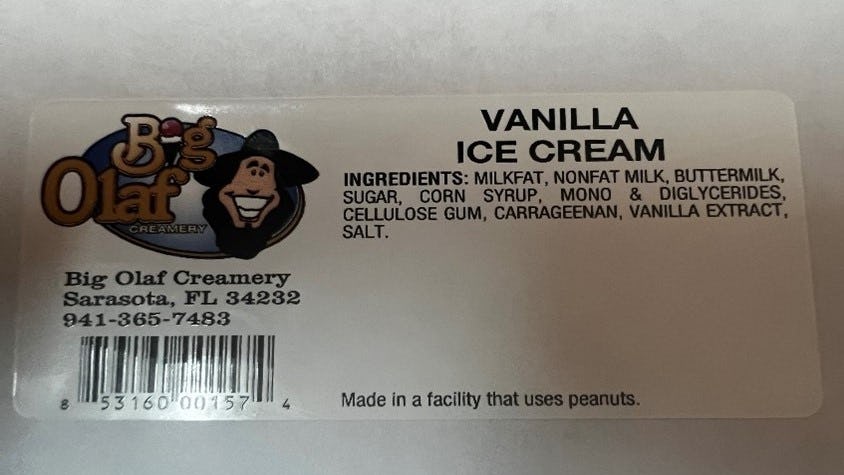 Big
Olaf
CREAMERY
Big Olaf Creamery
Sarasota, FL 34232
941-365-7483
8 53160 00157 4
VANILLA
ICE CREAM
INGREDIENTS: MILKFAT, NONFAT MILK, BUTTERMILK,
SUGAR, CORN SYRUP, MONO & DIGLYCERIDES,
CELLULOSE GUM, CARRAGEENAN, VANILLA EXTRACT,
SALT.
Made in a facility that uses peanuts.